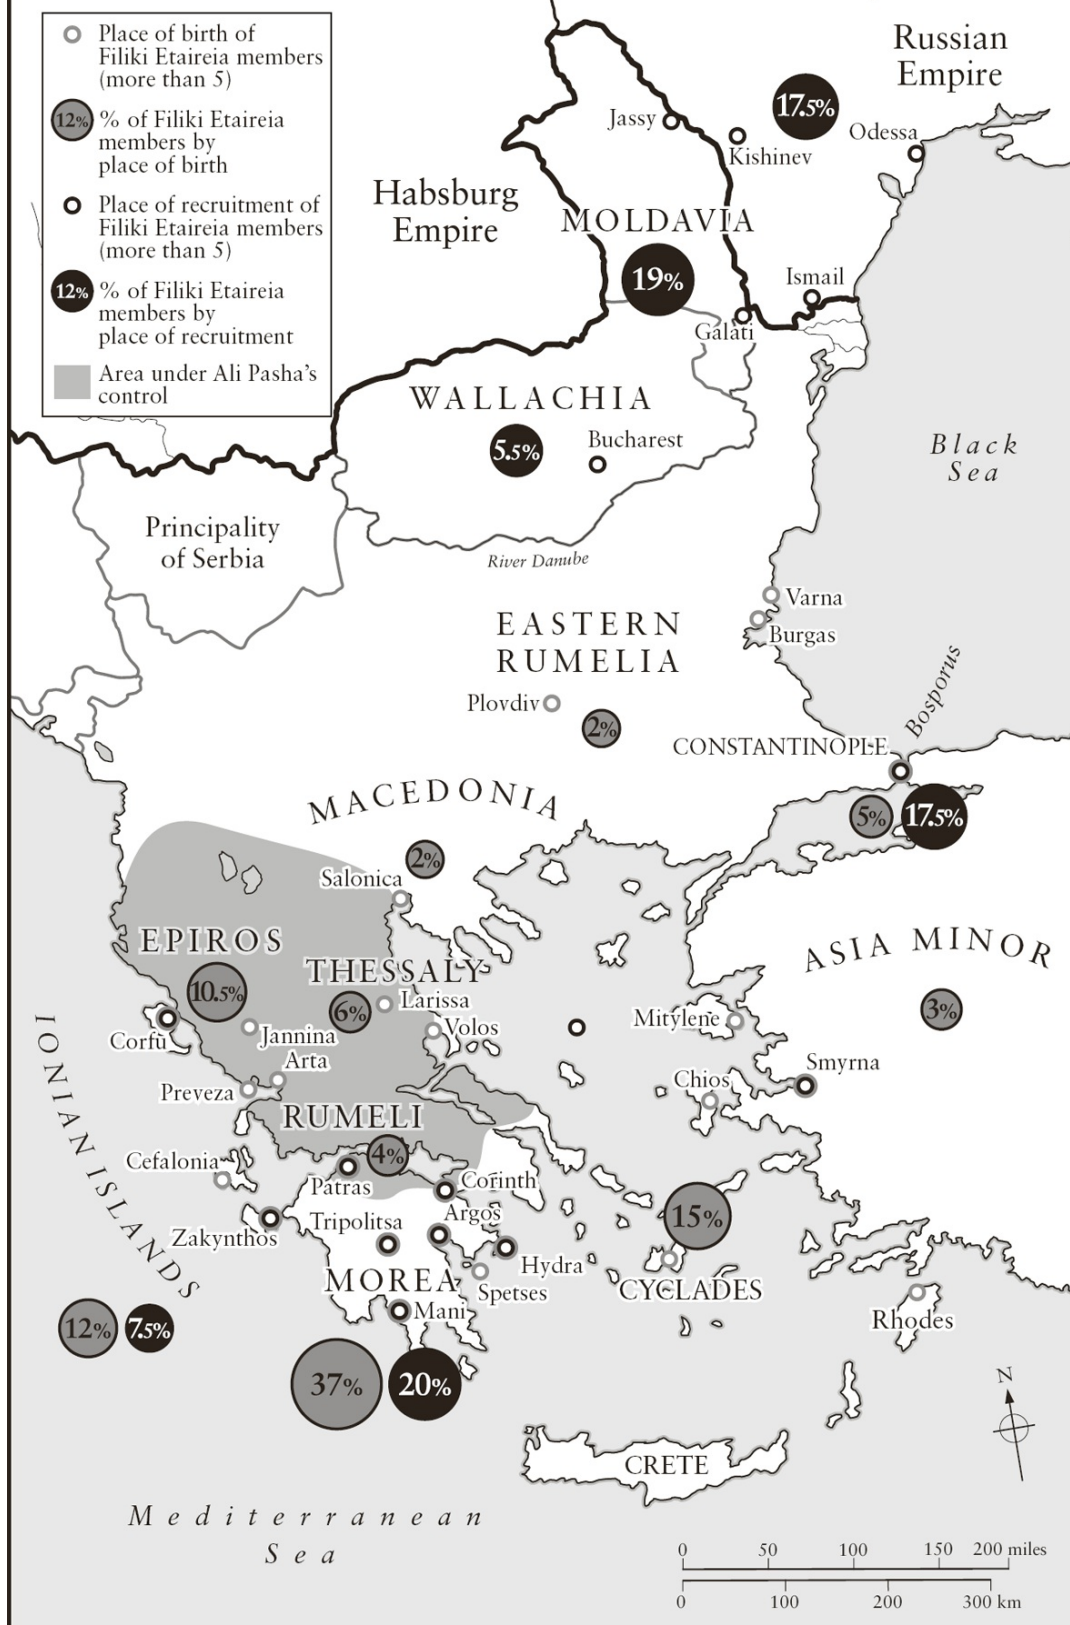 Place of birth of
Filiki Etaireia members
(more than 5)
12% % of Filiki Etaireia
members by
place of birth
Place of recruitment of
Filiki Etaireia members
(more than 5)
12% % of Filiki Etaireia
members by
place of recruitment
Area under Ali Pasha's
control
Russian
Empire
17.5%
Jassy
Kishinev
Odessa
Habsburg
Empire
MOLDAVIA
19%
Ismail
Galati
WALLACHIA
5.5%
Bucharest
Black
Sea
Principality
of Serbia
River Danube
Varna
Burgas
EASTERN
RUMELIA
Plovdiv
2%
Bosporus
CONSTANTINOPLE
5%
17.5%
MACEDONIA
2%
Salonica
EPIROS
10.5%
THESSALY
6%
Larissa
Volos
Jannina
Arta
Corfu
Preveza
ASIA MINOR
3%
Mitylene
Smyrna
Chios
IONIAN ISLANDS
RUMELI
4%
Cefalonia
Patras
Corinth
Argos
Zakynthos
Tripolitsa
Hydra
Spetses
MOREA
Mani
15%
CYCLADES
Rhodes
12%
7.5%
37%
20%
N
CRETE
Mediterranean
Sea
0 50 100 150 200 miles
0 100 200 300 km